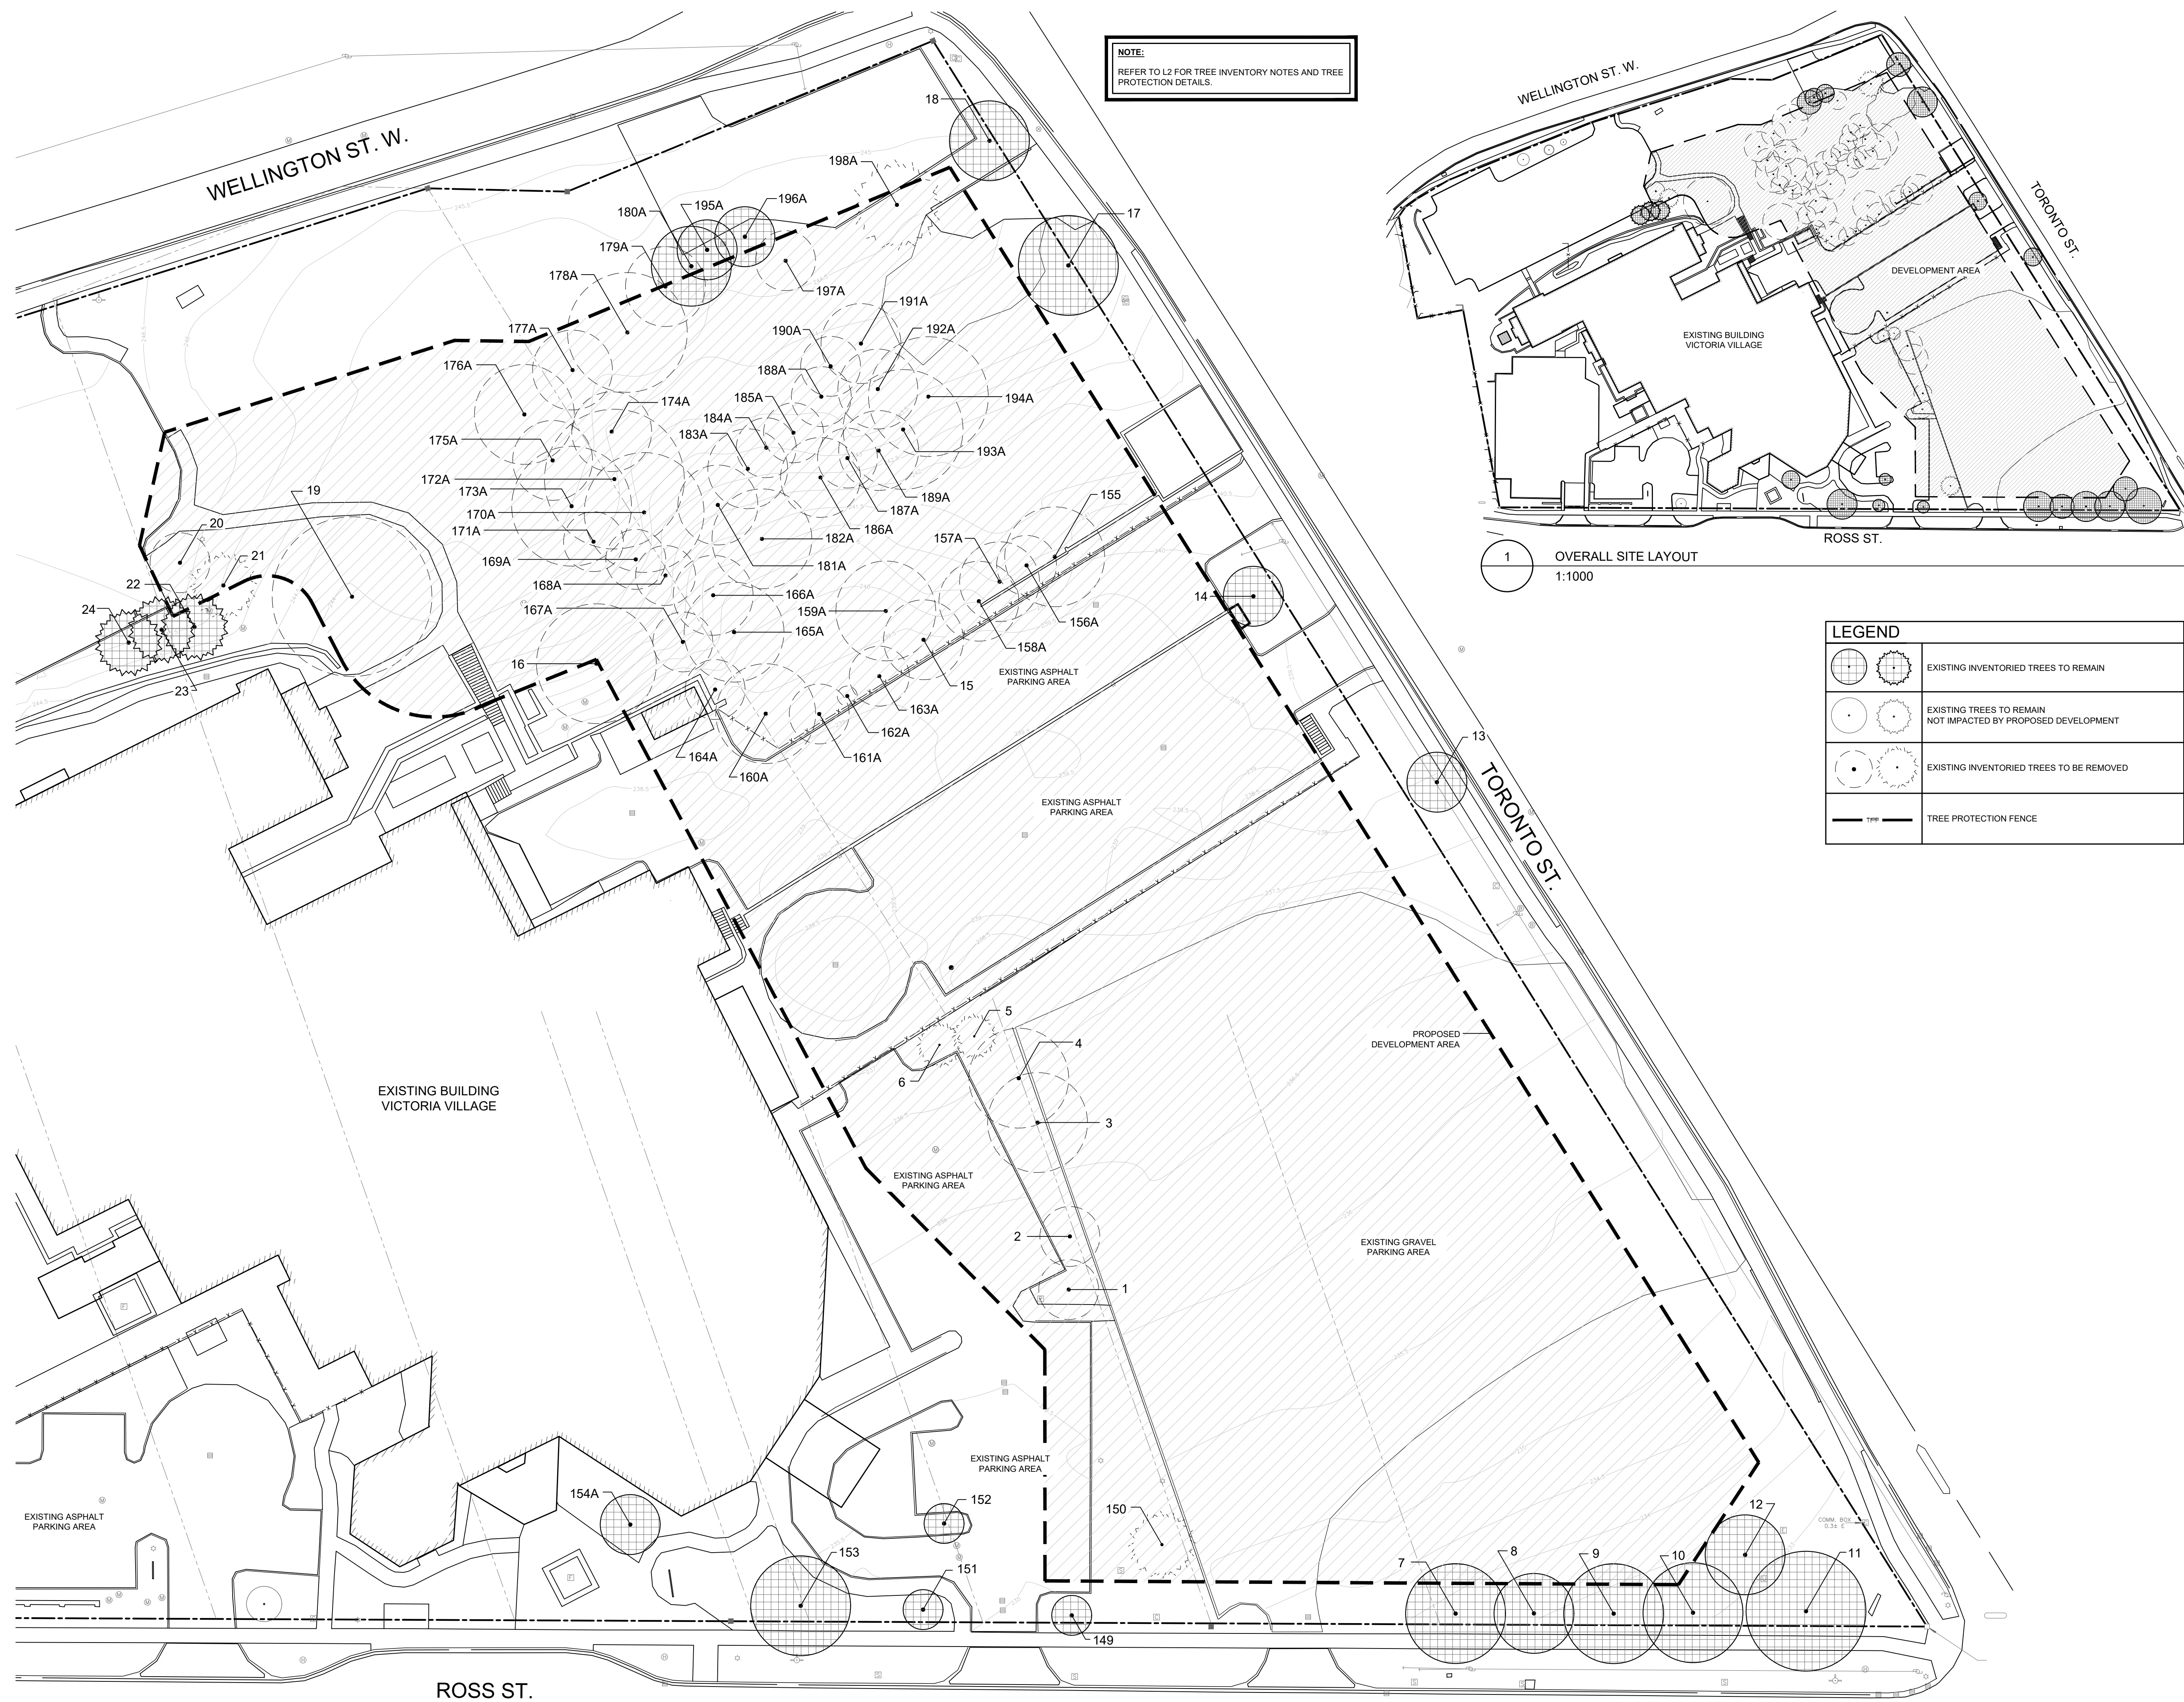 NOTE:
REFER TO L2 FOR TREE INVENTORY NOTES AND TREE
PROTECTION DETAILS.
WELLINGTON ST. W.
18
17
198A
196A
195A
180A
179A
178A
197A
177A
176A
191A
190A
192A
188A
174A
185A
184A
183A
194A
175A
193A
172A
173A
170A
171A
189A
187A
186A
182A
181A
169A
168A
167A
166A
165A
155
157A
159A
156A
158A
19
20
21
22
24
23
16
15
14
163A
162A
161A
164A
160A
EXISTING ASPHALT
PARKING AREA
EXISTING ASPHALT
PARKING AREA
13
TORONTO ST.
5
4
6
3
PROPOSED
DEVELOPMENT AREA
EXISTING BUILDING
VICTORIA VILLAGE
EXISTING ASPHALT
PARKING AREA
2
1
EXISTING GRAVEL
PARKING AREA
EXISTING ASPHALT
PARKING AREA
154A
152
150
12
COMM. BOX
0.3± E
EXISTING ASPHALT
PARKING AREA
153
151
149
7
8
9
10
11
ROSS ST.
WELLINGTON ST. W.
TORONTO ST.
DEVELOPMENT AREA
EXISTING BUILDING
VICTORIA VILLAGE
ROSS ST.
1
OVERALL SITE LAYOUT
1:1000
LEGEND
EXISTING INVENTORIED TREES TO REMAIN
EXISTING TREES TO REMAIN
NOT IMPACTED BY PROPOSED DEVELOPMENT
EXISTING INVENTORIED TREES TO BE REMOVED
TPF
TREE PROTECTION FENCE